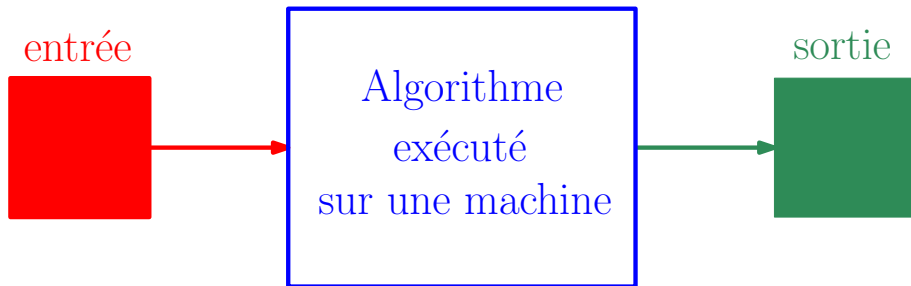 entrée
Algorithme
exécuté
sur une machine
sortie